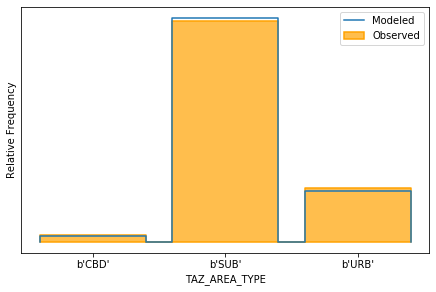 Modeled
Observed
Relative Frequency
b'CBD'
b'SUB'
b'URB'
TAZ_AREA_TYPE